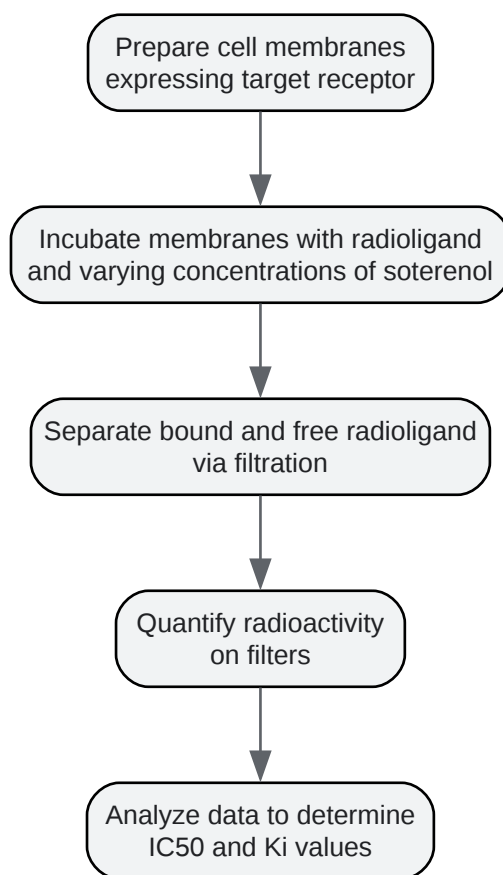 Prepare cell membranes
expressing target receptor
Incubate membranes with radioligand
and varying concentrations of soterenol
Separate bound and free radioligand
via filtration
Quantify radioactivity
on filters
Analyze data to determine
IC50 and Ki values